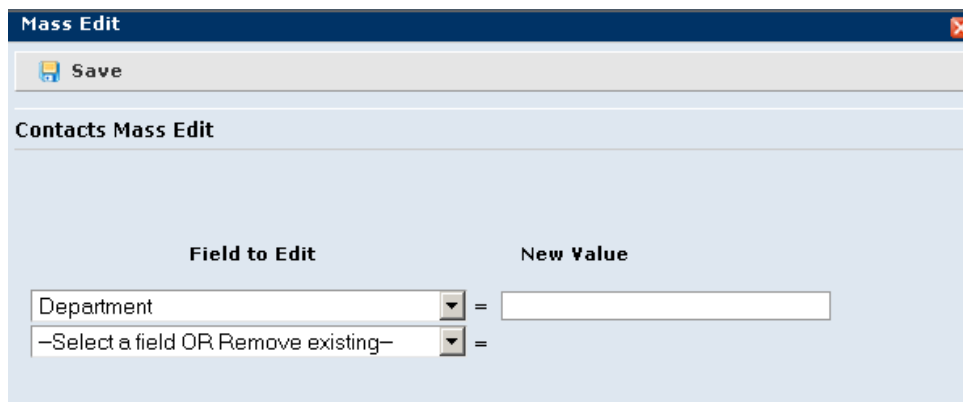 Mass Edit
Save
Contacts Mass Edit
Field to Edit New Value
Department =
–Select a field OR Remove existing– =